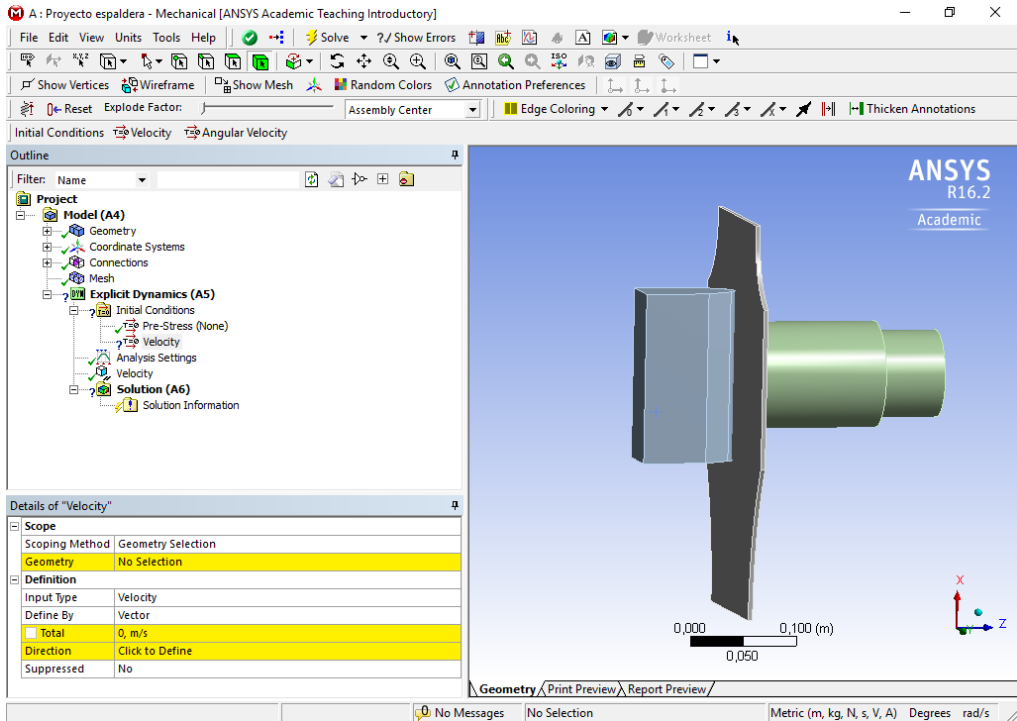 A : Proyecto espaldera - Mechanical [ANSYS Academic Teaching Introductory]
File Edit View Units Tools Help Solve ?/ Show Errors Worksheet
Show Vertices Wireframe Show Mesh Random Colors Annotation Preferences
Reset Explode Factor: Assembly Center Edge Coloring Thicken Annotations
Initial Conditions Velocity Angular Velocity
Outline
Filter: Name
Project
Model (A4)
Geometry
Coordinate Systems
Connections
Mesh
Explicit Dynamics (A5)
Initial Conditions
Pre-Stress (None)
Velocity
Analysis Settings
Velocity
Solution (A6)
Solution Information
Details of "Velocity"
Scope
Scoping Method Geometry Selection
Geometry No Selection
Definition
Input Type Velocity
Define By Vector
Total 0, m/s
Direction Click to Define
Suppressed No
ANSYS
R16.2
Academic
X
Y
Z
0,000 0,100 (m)
0,050
Geometry Print Preview Report Preview
0 No Messages No Selection Metric (m, kg, N, s, V, A) Degrees rad/s